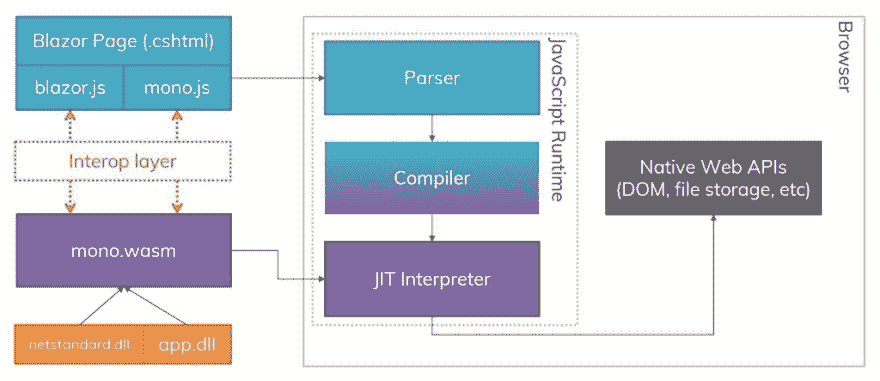 Blazor Page (.cshtml)
blazor.js
mono.js
Interop layer
mono.wasm
netstandard.dll
app.dll
Parser
Compiler
JIT Interpreter
JavaScript Runtime
Native Web APIs
(DOM, file storage, etc)
Browser